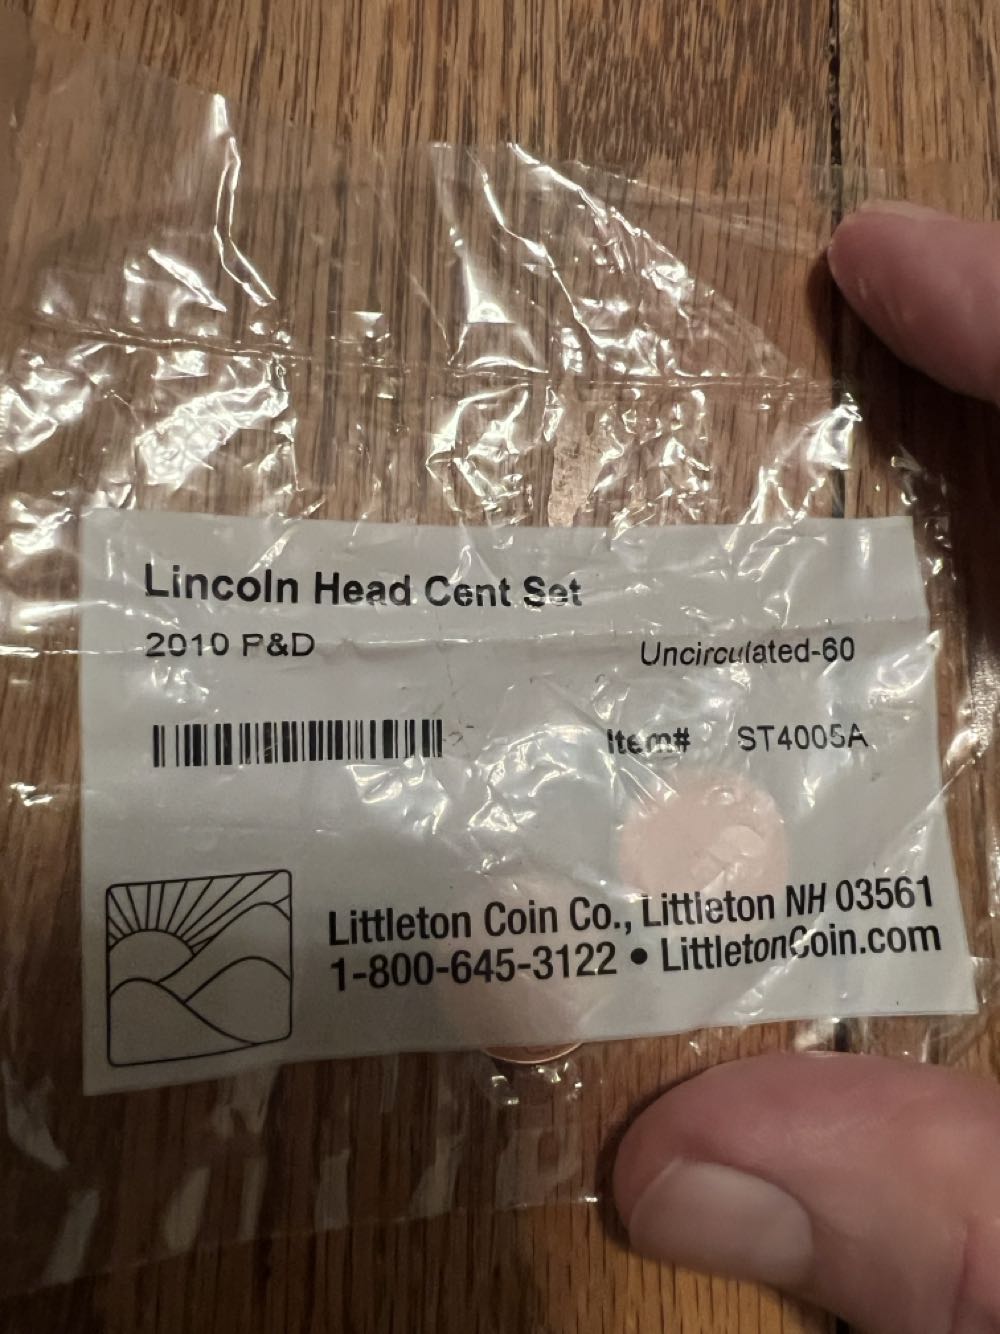 Lincoln Head Cent Set
2010 P&D Uncirculated-60
Item# ST4005A
Littleton Coin Co., Littleton NH 03561
1-800-645-3122 • LittletonCoin.com